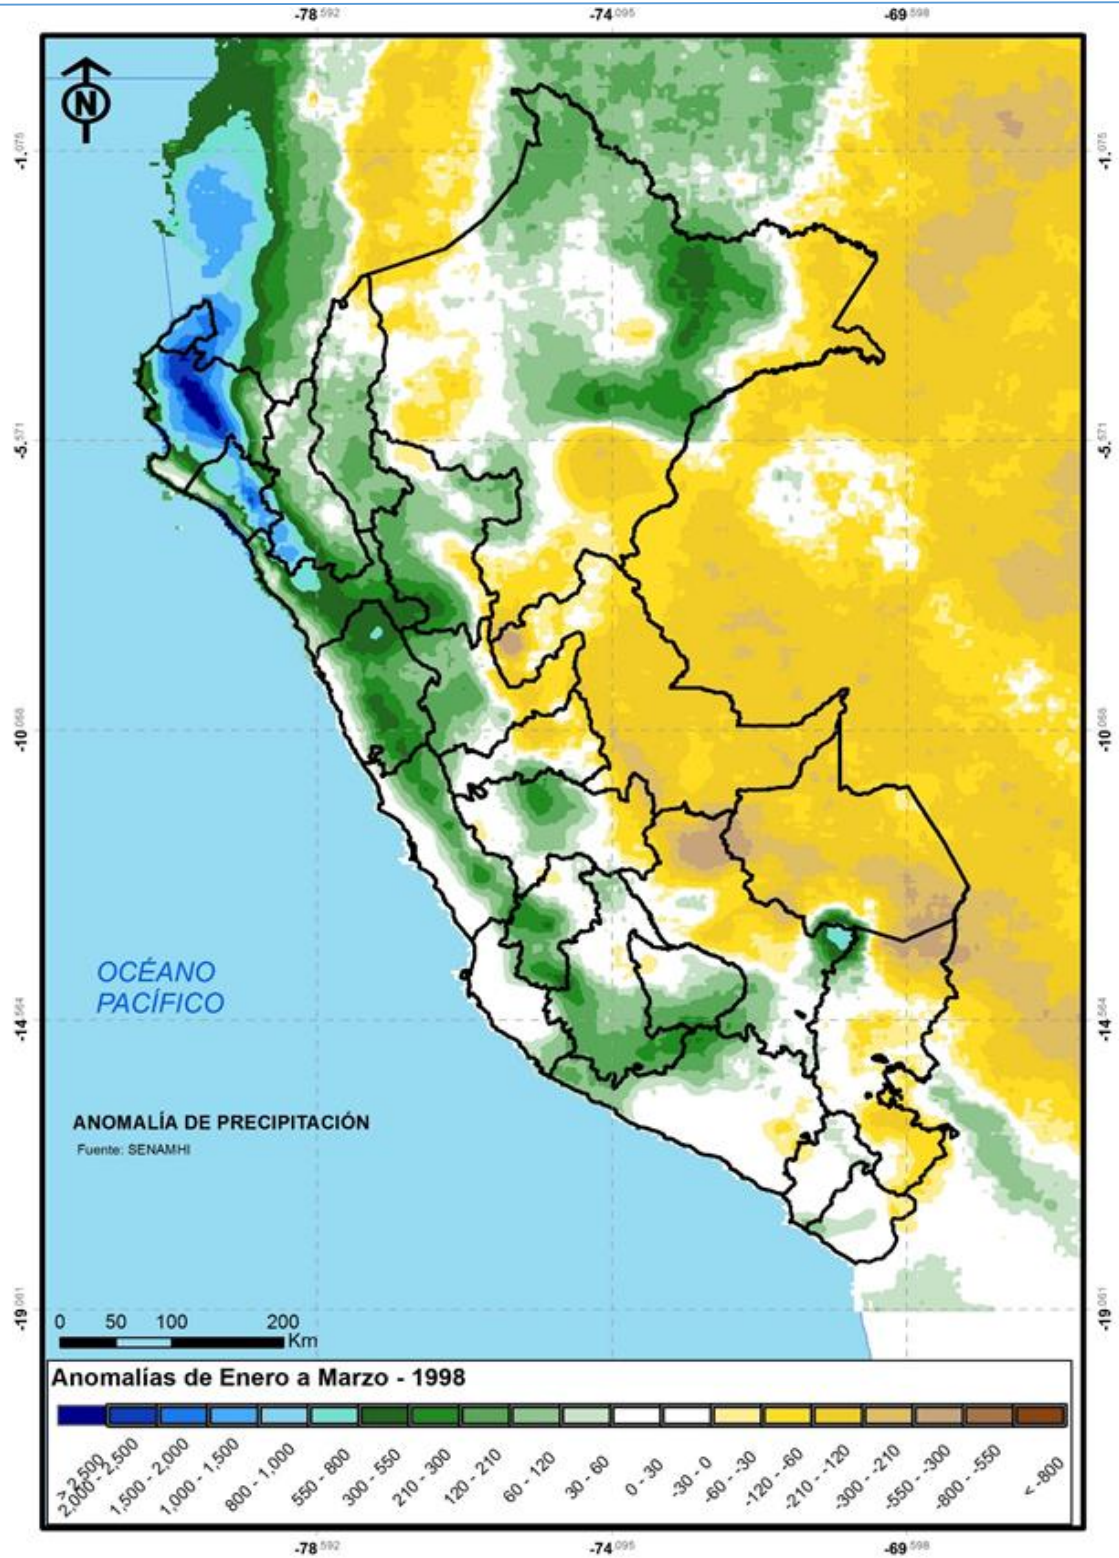 -78.592 -74.095 -69.598
N
-1.075 -1.075
-5.571 -5.571
-10.068 -10.068
OCÉANO
PACÍFICO
-14.564 -14.564
ANOMALÍA DE PRECIPITACIÓN
Fuente: SENAMHI
-19.061 -19.061
0 50 100 200
Km
Anomalías de Enero a Marzo - 1998
> 2,500
2,000 - 2,500
1,500 - 2,000
1,000 - 1,500
800 - 1,000
550 - 800
300 - 550
210 - 300
120 - 210
60 - 120
30 - 60
0 - 30
-30 - 0
-60 - -30
-120 - -60
-210 - -120
-300 - -210
-550 - -300
-800 - -550
< -800
-78.592 -74.095 -69.598